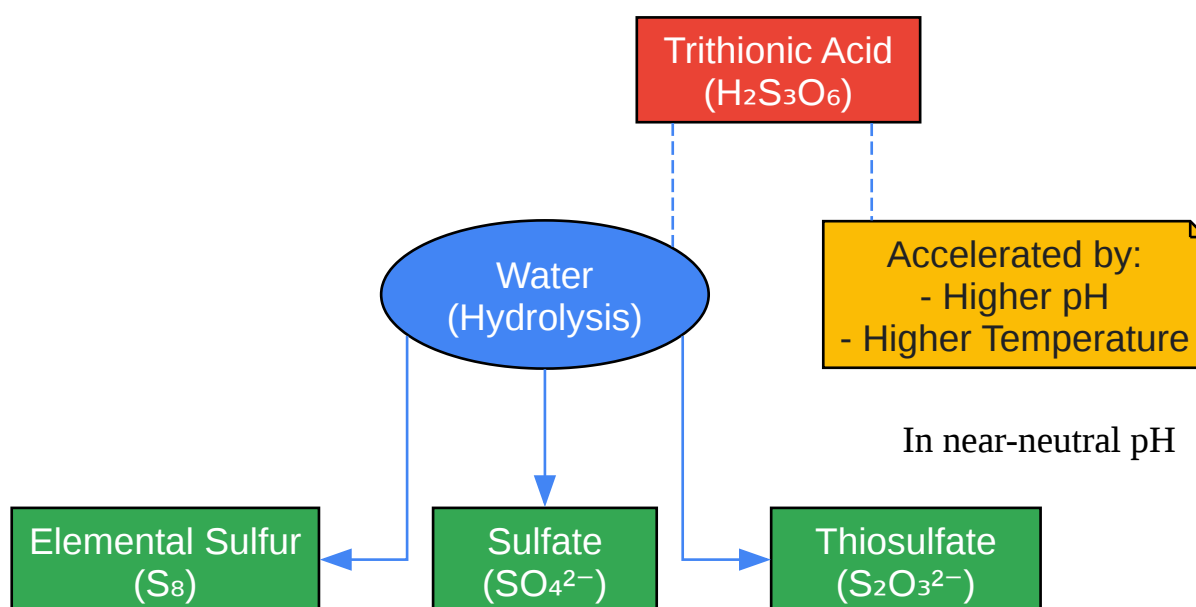 Trithionic Acid
(H₂S₃O₆)
Water
(Hydrolysis)
Accelerated by:
- Higher pH
- Higher Temperature
In near-neutral pH
Elemental Sulfur
(S₈)
Sulfate
(SO₄²⁻)
Thiosulfate
(S₂O₃²⁻)